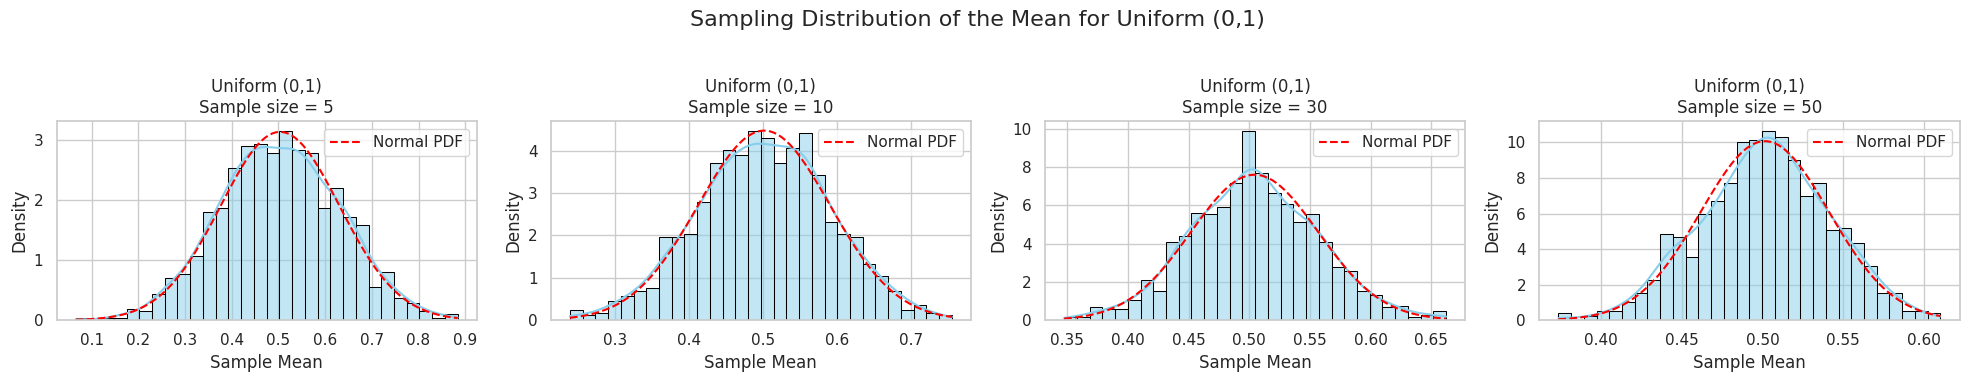 Sampling Distribution of the Mean for Uniform (0,1)
Uniform (0,1)
Sample size = 5
Normal PDF
Density
3
2
1
0
0.1 0.2 0.3 0.4 0.5 0.6 0.7 0.8 0.9
Sample Mean
Uniform (0,1)
Sample size = 10
Normal PDF
Density
4
3
2
1
0
0.3 0.4 0.5 0.6 0.7
Sample Mean
Uniform (0,1)
Sample size = 30
Normal PDF
Density
10
8
6
4
2
0
0.35 0.40 0.45 0.50 0.55 0.60 0.65
Sample Mean
Uniform (0,1)
Sample size = 50
Normal PDF
Density
10
8
6
4
2
0
0.40 0.45 0.50 0.55 0.60
Sample Mean